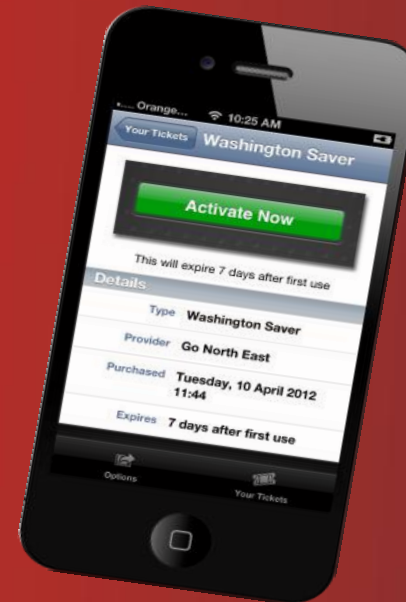 Orange... 10:25 AM
Your Tickets Washington Saver
Activate Now
This will expire 7 days after first use
Details
Type Washington Saver
Provider Go North East
Purchased Tuesday, 10 April 2012
11:44
Expires 7 days after first use
Options Your Tickets